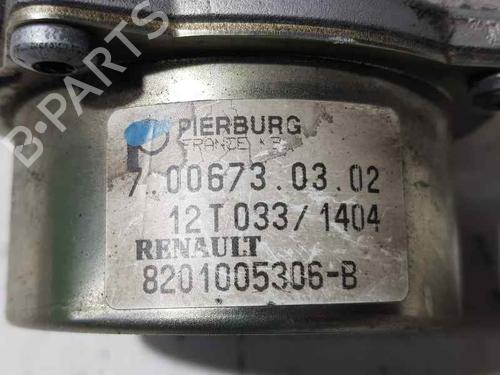 PIERBURG
FRANCE
7.00673.03.02
12T033/1404
RENAULT
8201005306-B
B-PARTS